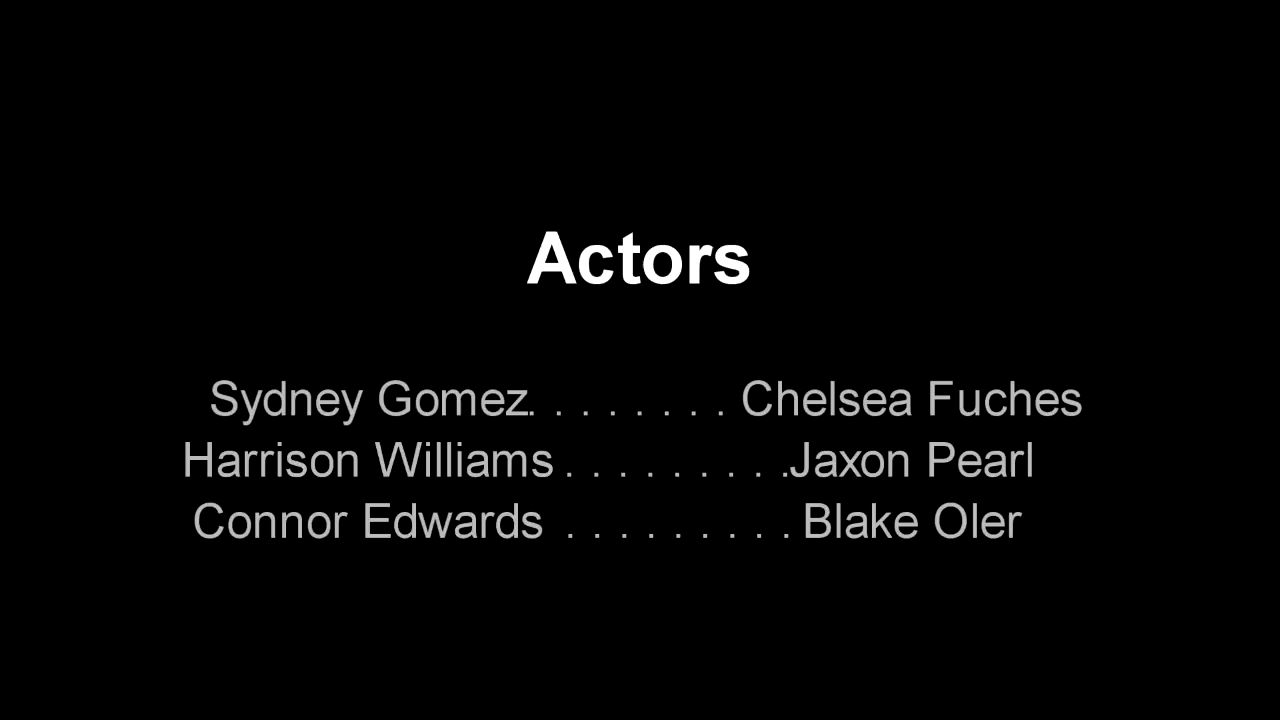 Actors
Sydney Gomez. . . . . . . . Chelsea Fuches
Harrison Williams . . . . . . . . .Jaxon Pearl
Connor Edwards . . . . . . . . . Blake Oler